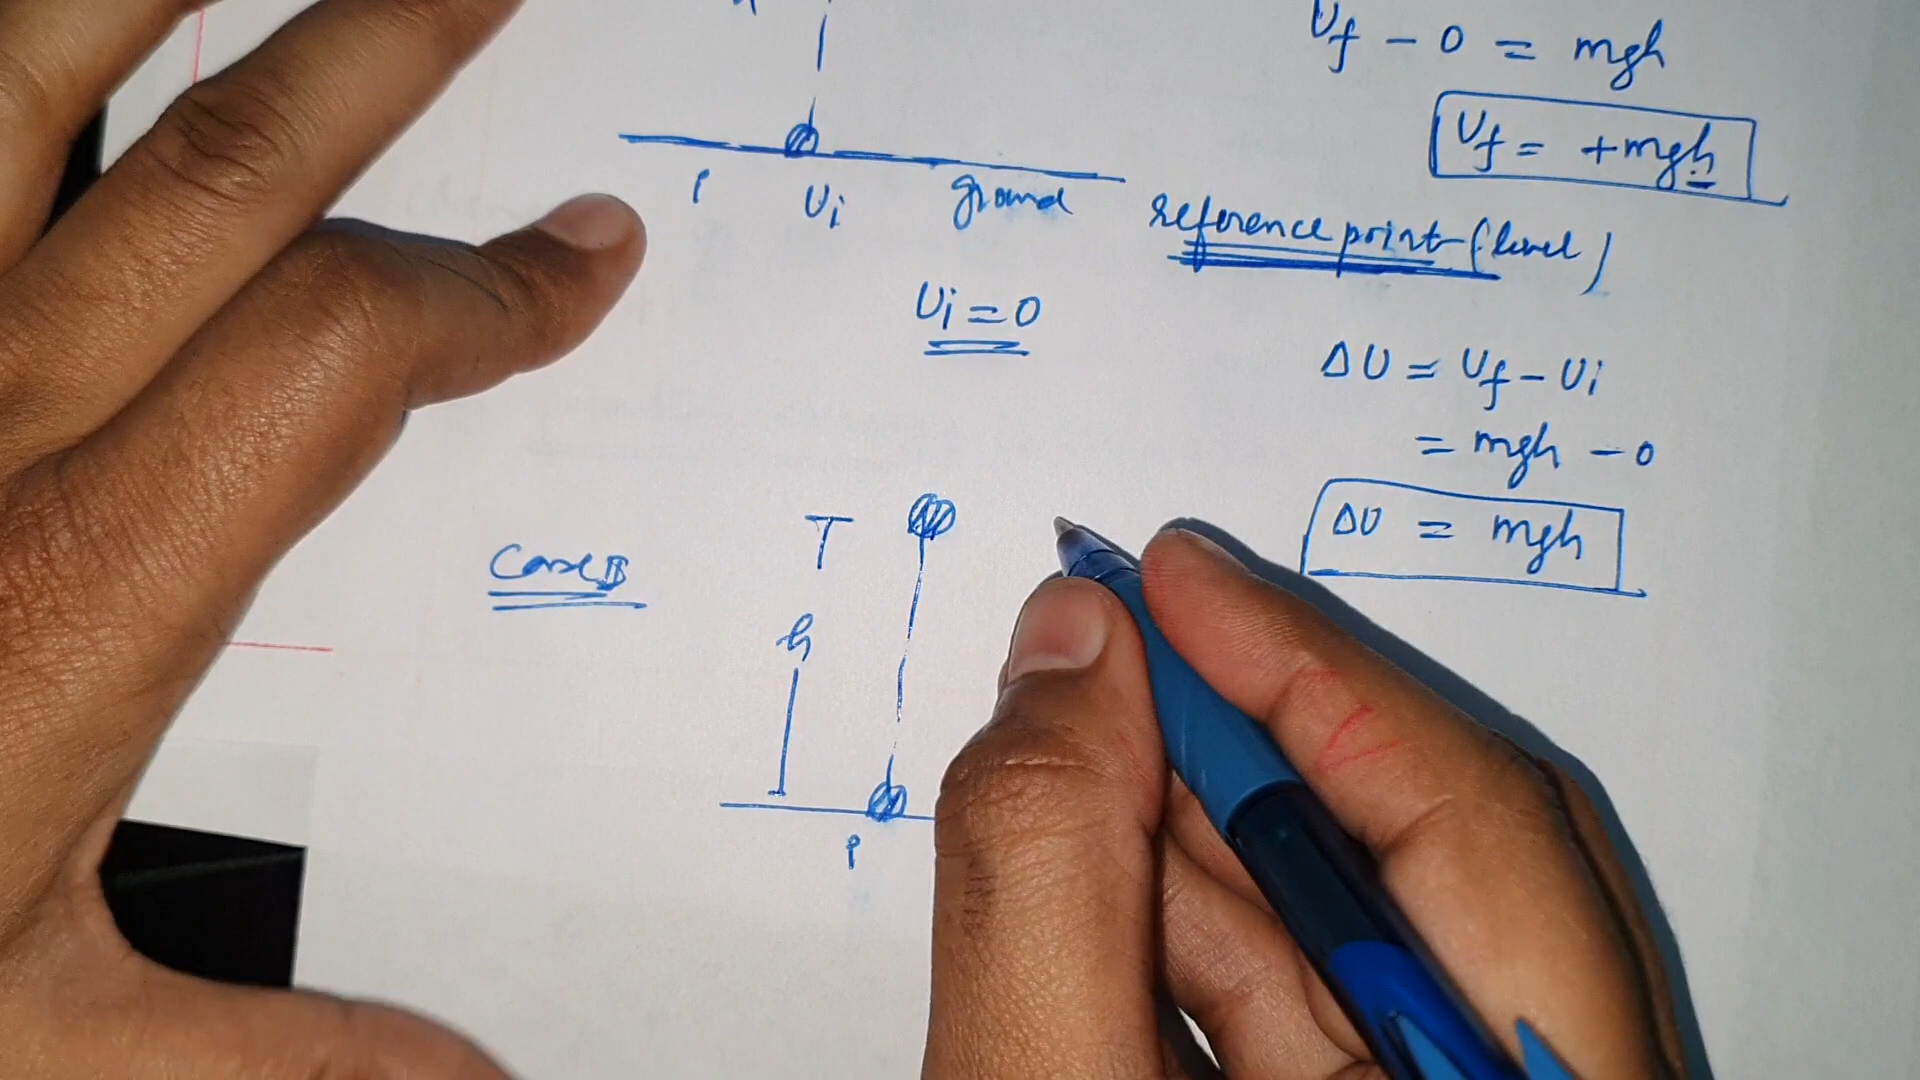 Uf - 0 = mgh
Uf = +mgh
i Ui ground
reference point (level)
Ui = 0
ΔU = Uf - Ui
= mgh - 0
ΔU = mgh
Case B
h
i